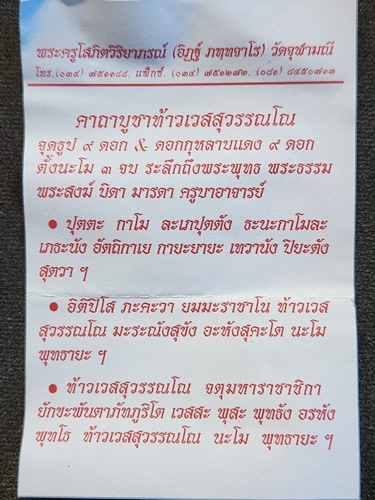 พระครูโสภิตวิริยาภรณ์ (อิฏฐ์ ภทฺทจาโร) วัดจุฬามณี
โทร.(๐๓๔) ๗๕๑๑๘๘, แฟ็กซ์. (๐๓๔) ๗๕๑๒๗๒, (๐๘๑) ๘๔๕๐๗๑๓
คาถาบูชาท้าวเวสสุวรรณโณ
จุดธูป ๙ ดอก & ดอกกุหลาบแดง ๙ ดอก
ตั้งนะโม ๓ จบ ระลึกถึงพระพุทธ พระธรรม
พระสงฆ์ บิดา มารดา ครูบาอาจารย์
● ปุตตะ กาโม ละเภปุตตัง ธะนะกาโมละ
เภธะนัง อัตถิกาเย กายะยายะ เทวานัง ปิยะตัง
สุตวา ฯ
● อิติปิโส ภะคะวา ยมมะราชาโน ท้าวเวส
สุวรรณโณ มะระณังสุขัง อะหังสุคะโต นะโม
พุทธายะ ฯ
● ท้าวเวสสุวรรณโณ จตุมหาราชาชิกา
ยักขะพันตาภัทภูริโต เวสสะ พุสะ พุทธัง อรหัง
พุทโธ ท้าวเวสสุวรรณโณ นะโม พุทธายะ ฯ